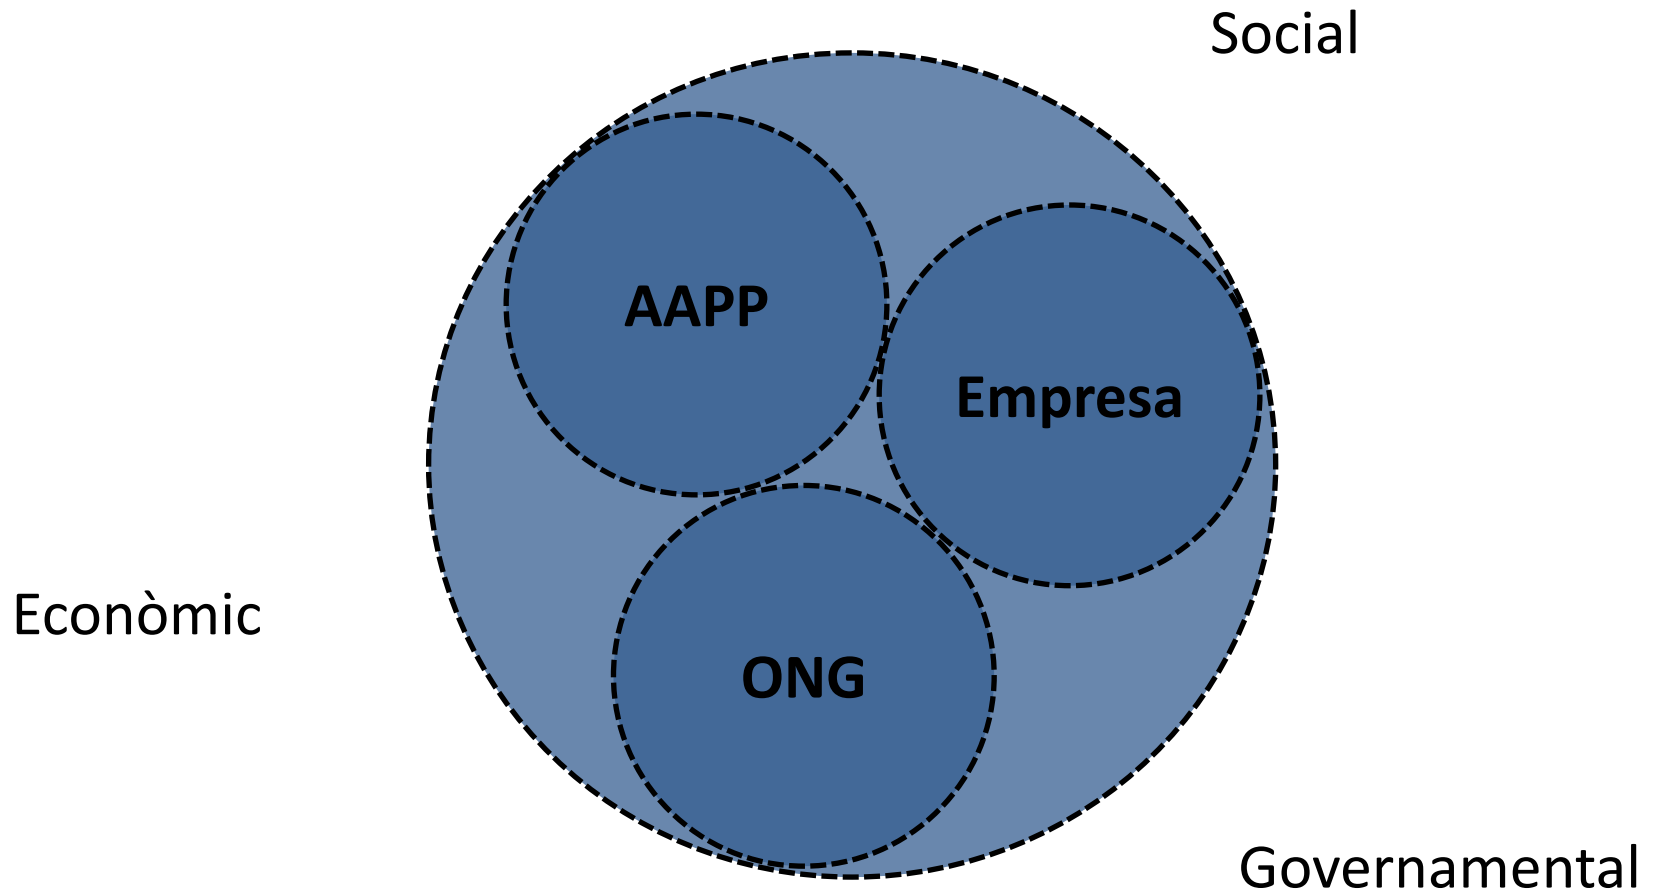 Social
AAPP
Empresa
Econòmic
ONG
Governamental